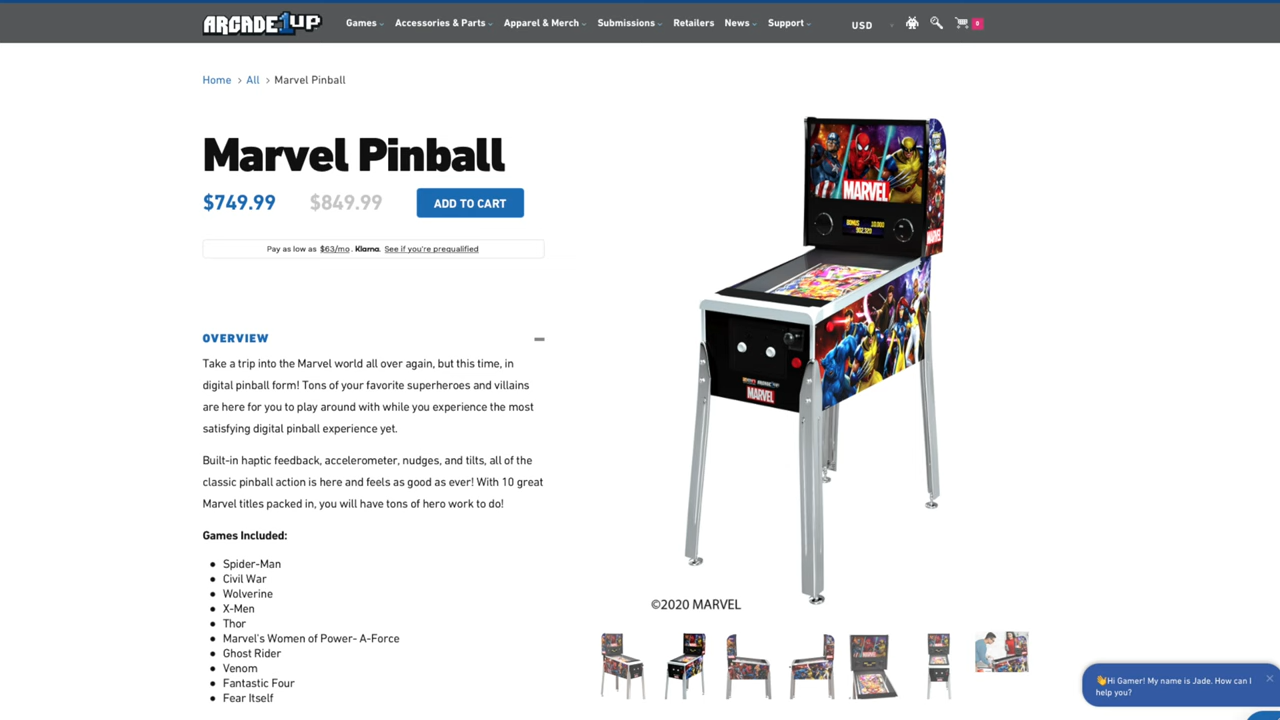 ARCADE1UP
Games Accessories & Parts Apparel & Merch Submissions Retailers News Support USD 0
Home > All > Marvel Pinball
Marvel Pinball
$749.99 $849.99 ADD TO CART
Pay as low as $63/mo. Klarna. See if you're prequalified
OVERVIEW
Take a trip into the Marvel world all over again, but this time, in
digital pinball form! Tons of your favorite superheroes and villains
are here for you to play around with while you experience the most
satisfying digital pinball experience yet.
Built-in haptic feedback, accelerometer, nudges, and tilts, all of the
classic pinball action is here and feels as good as ever! With 10 great
Marvel titles packed in, you will have tons of hero work to do!
Games Included:
Spider-Man
Civil War
Wolverine
X-Men
Thor
Marvel's Women of Power- A-Force
Ghost Rider
Venom
Fantastic Four
Fear Itself
MARVEL
BONUS 10,000
MARVEL
MARVEL
©2020 MARVEL
👋Hi Gamer! My name is Jade. How can I
help you?